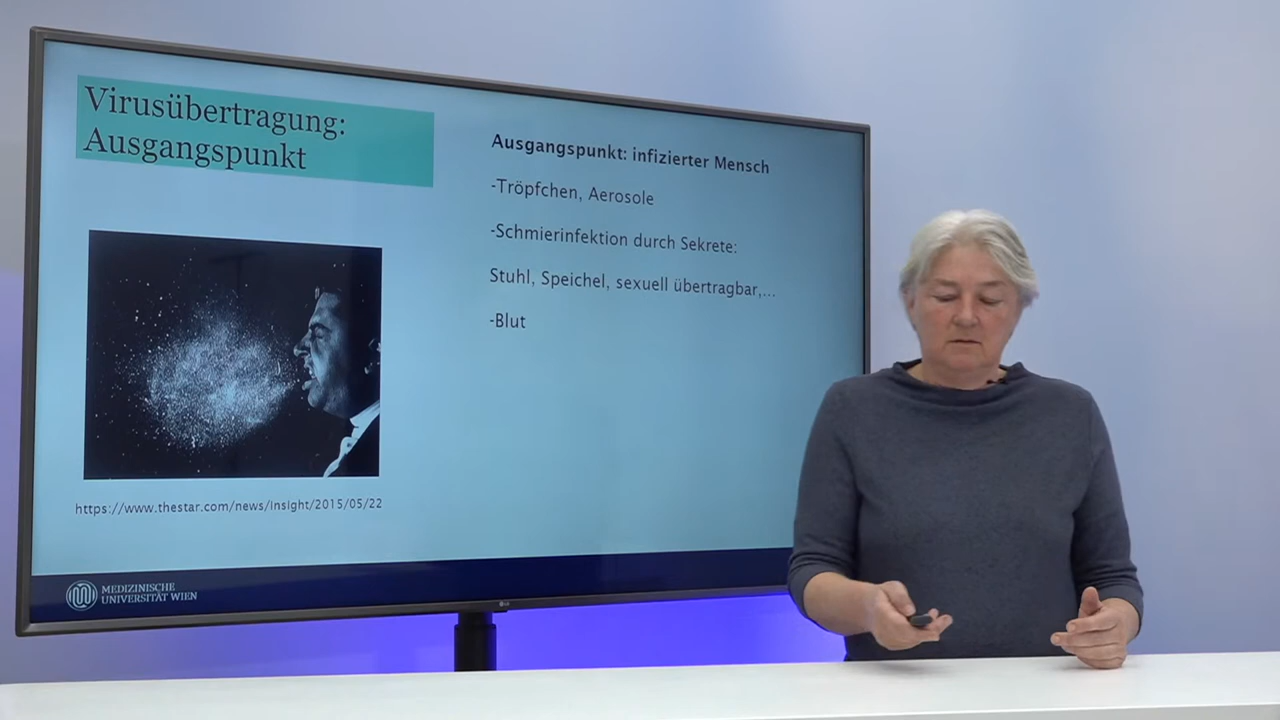 Virusübertragung:
Ausgangspunkt
Ausgangspunkt: infizierter Mensch
-Tröpfchen, Aerosole
-Schmierinfektion durch Sekrete:
Stuhl, Speichel, sexuell übertragbar,...
-Blut
https://www.thestar.com/news/insight/2015/05/22
MEDIZINISCHE
UNIVERSITÄT WIEN
LG